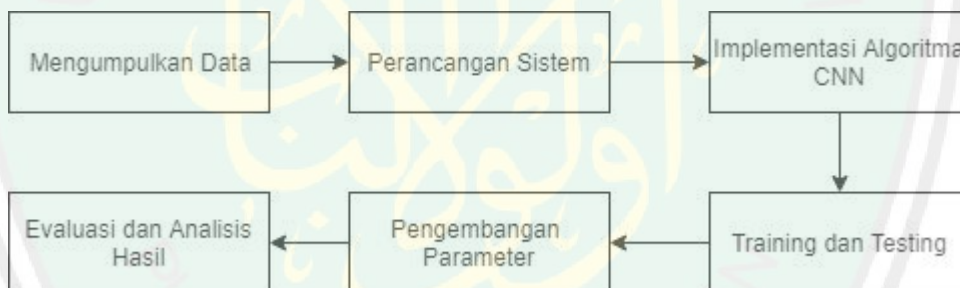 Mengumpulkan Data
Perancangan Sistem
Implementasi Algoritma
CNN
Training dan Testing
Pengembangan
Parameter
Evaluasi dan Analisis
Hasil